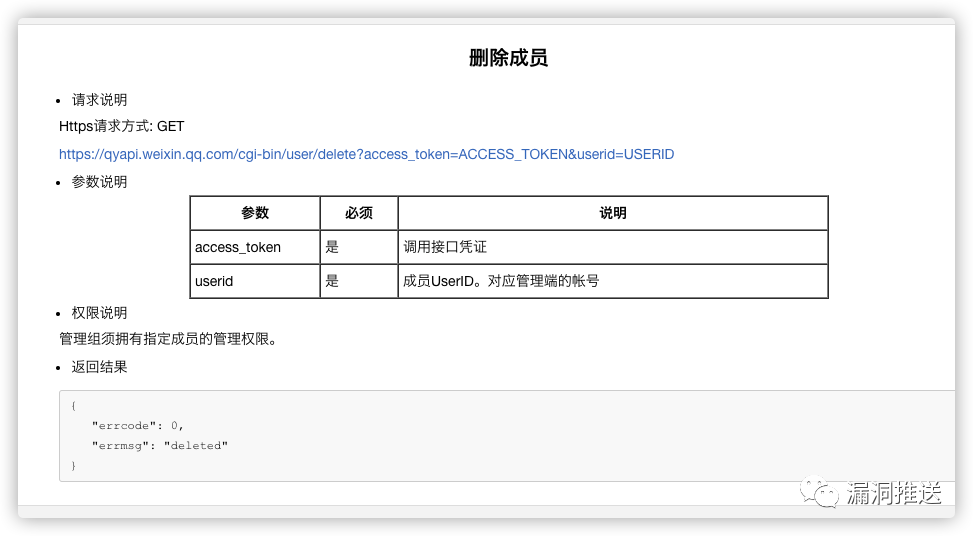 删除成员
请求说明
Https请求方式: GET
https://qyapi.weixin.qq.com/cgi-bin/user/delete?access_token=ACCESS_TOKEN&userid=USERID
参数说明
参数 必须 说明
access_token 是 调用接口凭证
userid 是 成员UserID。对应管理端的帐号
权限说明
管理组须拥有指定成员的管理权限。
返回结果
{
"errcode": 0,
"errmsg": "deleted"
}
漏洞推送